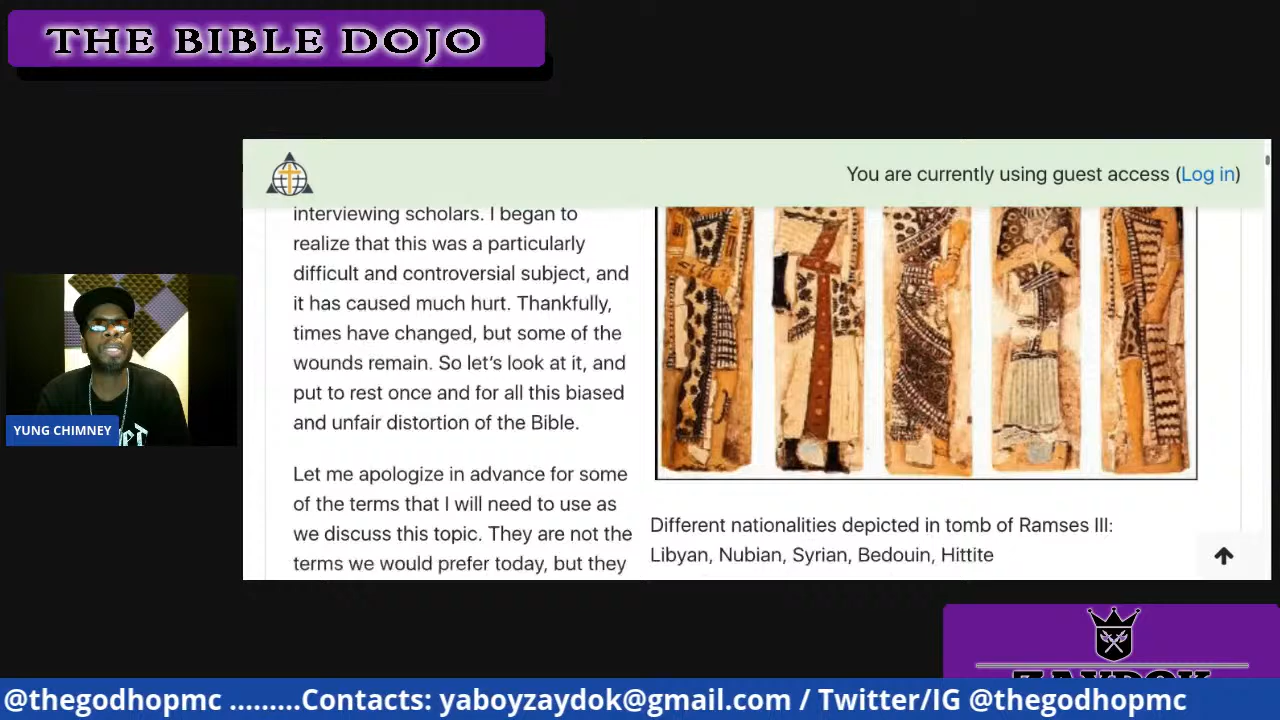 THE BIBLE DOJO
You are currently using guest access (Log in)
interviewing scholars. I began to
realize that this was a particularly
difficult and controversial subject, and
it has caused much hurt. Thankfully,
times have changed, but some of the
wounds remain. So let’s look at it, and
put to rest once and for all this biased
and unfair distortion of the Bible.
Let me apologize in advance for some
of the terms that I will need to use as
we discuss this topic. They are not the
terms we would prefer today, but they
Different nationalities depicted in tomb of Ramses III:
Libyan, Nubian, Syrian, Bedouin, Hittite
YUNG CHIMNEY
ZAYDOK
@thegodhopmc .........Contacts: yaboyzaydok@gmail.com / Twitter/IG @thegodhopmc